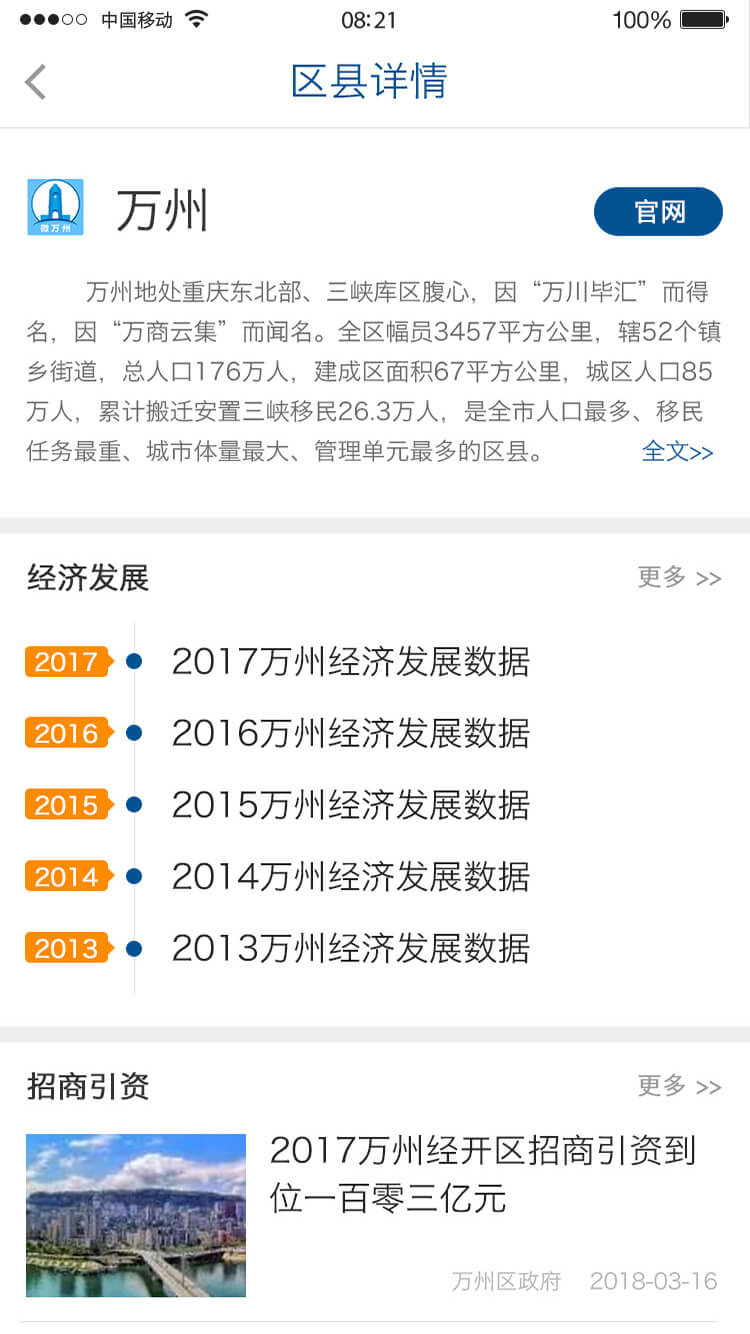 中国移动 08:21 100%
区县详情
微万州
万州
官网
万州地处重庆东北部、三峡库区腹心，因“万川毕汇”而得
名，因“万商云集”而闻名。全区幅员3457平方公里，辖52个镇
乡街道，总人口176万人，建成区面积67平方公里，城区人口85
万人，累计搬迁安置三峡移民26.3万人，是全市人口最多、移民
任务最重、城市体量最大、管理单元最多的区县。 全文>>
经济发展 更多 >>
2017 2017万州经济发展数据
2016 2016万州经济发展数据
2015 2015万州经济发展数据
2014 2014万州经济发展数据
2013 2013万州经济发展数据
招商引资 更多 >>
2017万州经开区招商引资到
位一百零三亿元
万州区政府 2018-03-16